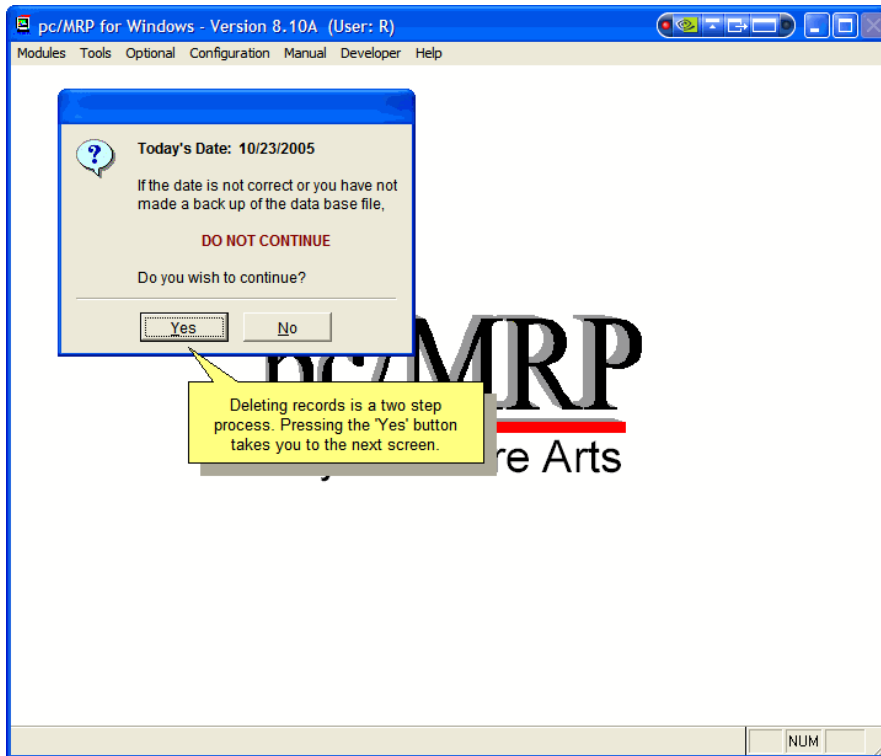 pc/MRP for Windows - Version 8.10A (User: R)
Modules Tools Optional Configuration Manual Developer Help
Today's Date: 10/23/2005
If the date is not correct or you have not
made a back up of the data base file,
DO NOT CONTINUE
Do you wish to continue?
Yes No
pc/MRP
Deleting records is a two step
process. Pressing the 'Yes' button
takes you to the next screen.
Arts
NUM